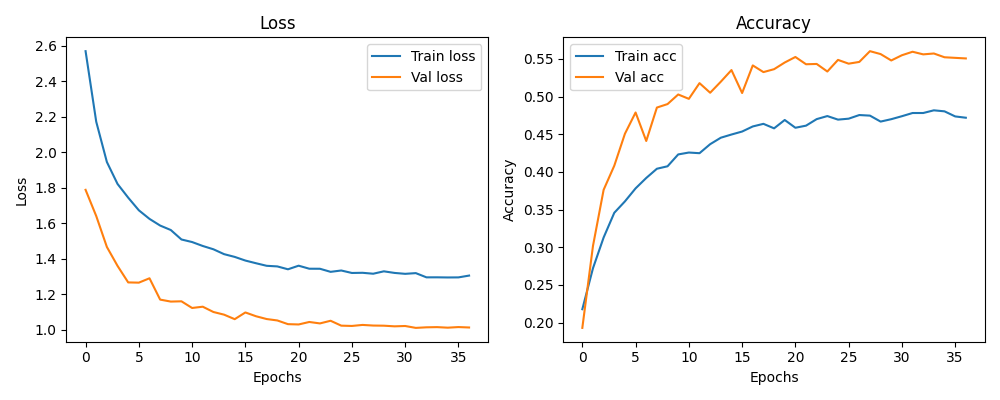 Loss
Train loss
Val loss
2.6
2.4
2.2
2.0
1.8
1.6
1.4
1.2
1.0
Loss
0 5 10 15 20 25 30 35
Epochs
Accuracy
Train acc
Val acc
0.55
0.50
0.45
0.40
0.35
0.30
0.25
0.20
Accuracy
0 5 10 15 20 25 30 35
Epochs